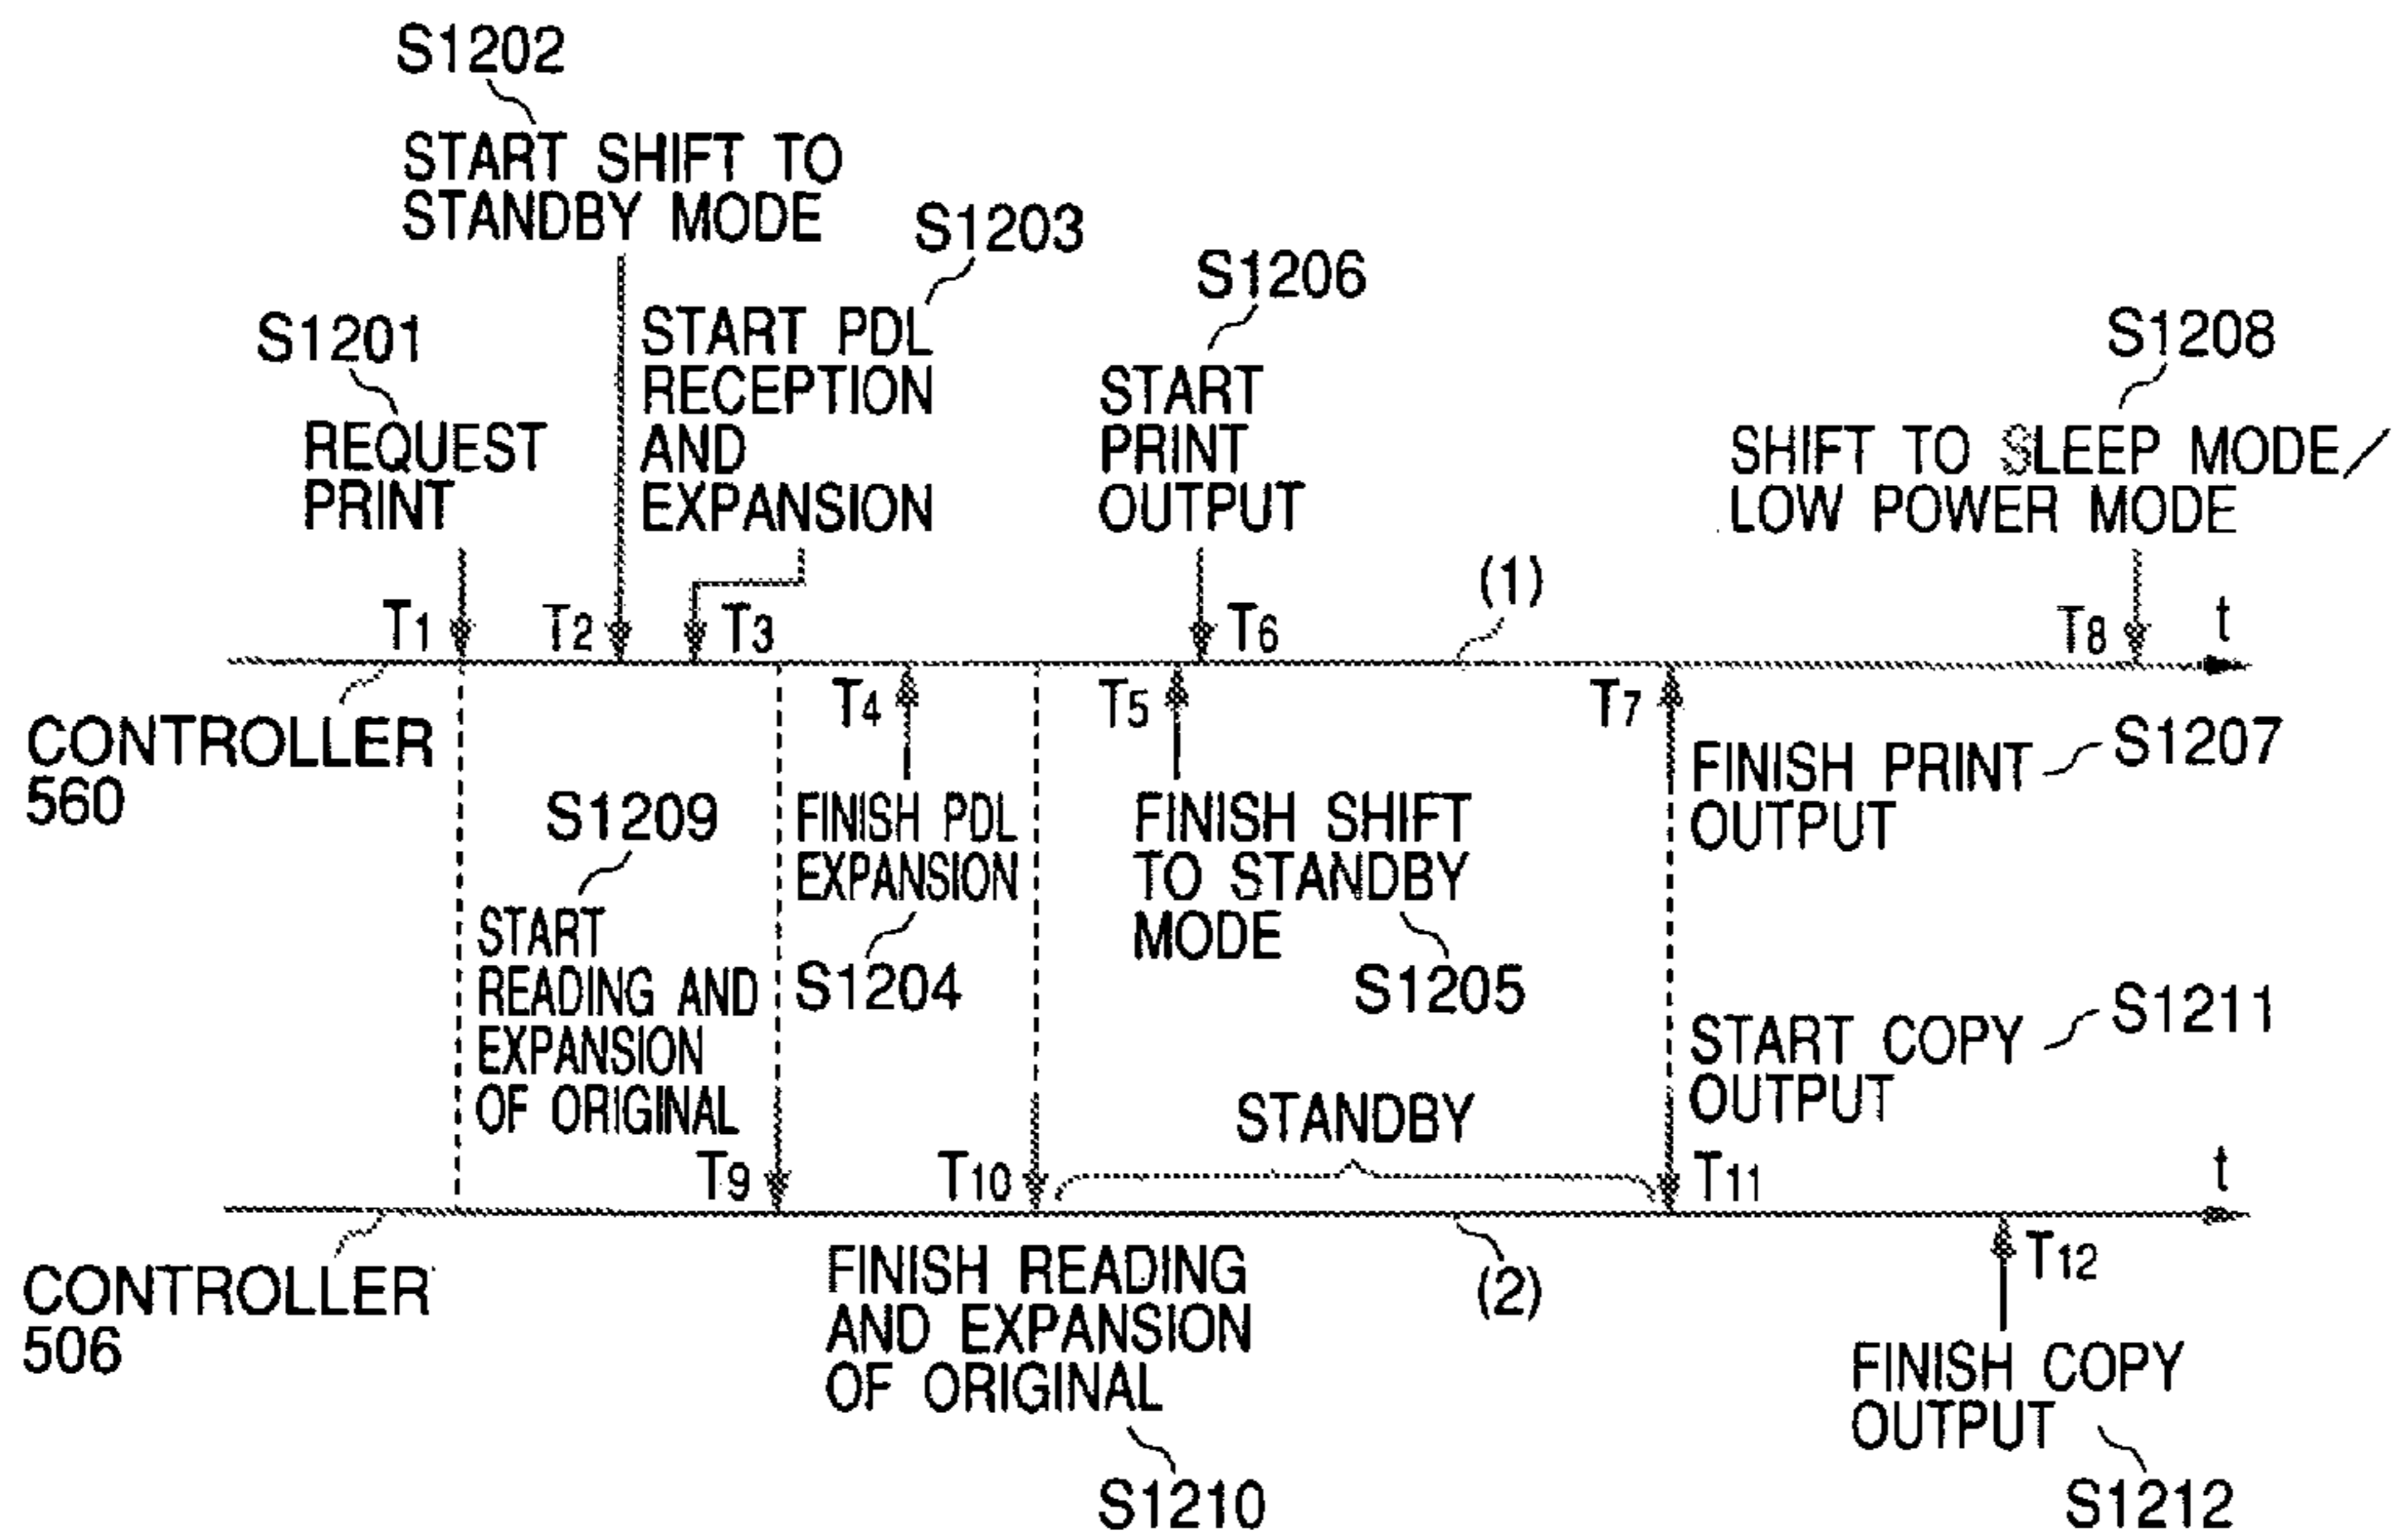 S1202
START SHIFT TO
STANDBY MODE
S1203
START PDL
RECEPTION
AND
EXPANSION
S1206
START
PRINT
OUTPUT
S1201
REQUEST
PRINT
S1208
SHIFT TO SLEEP MODE/
LOW POWER MODE
(1)
T1
T2
T3
T6
T8
t
T4
T5
T7
CONTROLLER
560
S1209
START
READING AND
EXPANSION
OF ORIGINAL
FINISH PDL
EXPANSION
S1204
FINISH SHIFT
TO STANDBY
MODE
S1205
FINISH PRINT
OUTPUT
S1207
START COPY
OUTPUT
S1211
STANDBY
T9
T10
T11
t
CONTROLLER
506
FINISH READING
AND EXPANSION
OF ORIGINAL
S1210
(2)
T12
FINISH COPY
OUTPUT
S1212